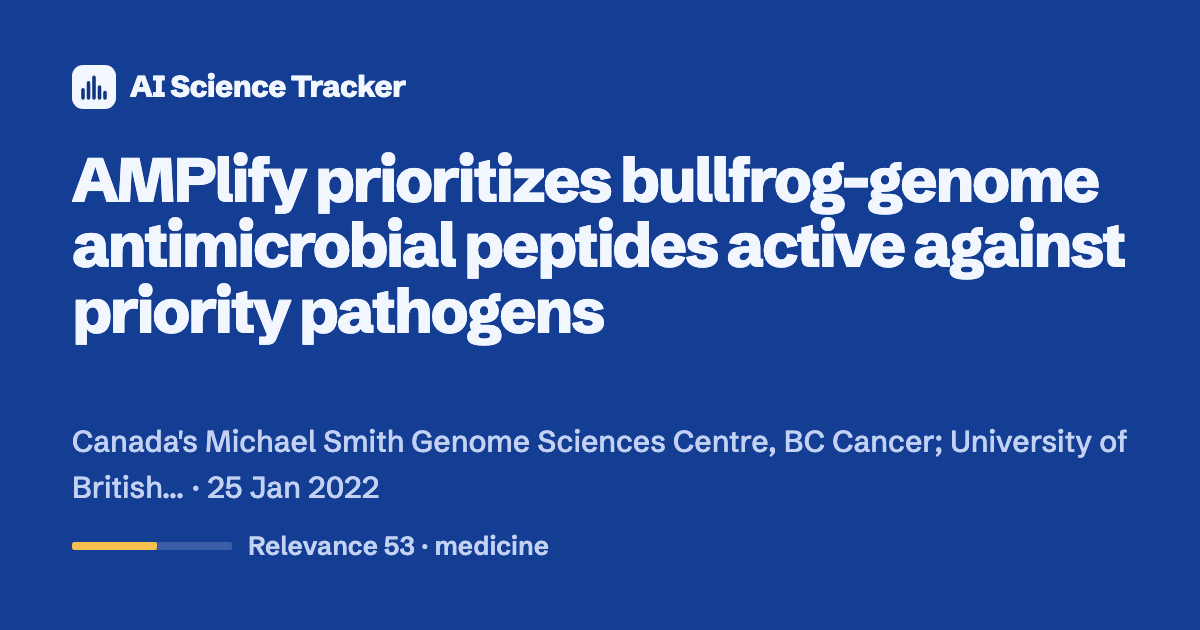 AI Science Tracker
AMPlify prioritizes bullfrog-genome
antimicrobial peptides active against
priority pathogens
Canada's Michael Smith Genome Sciences Centre, BC Cancer; University of
British... · 25 Jan 2022
Relevance 53 · medicine